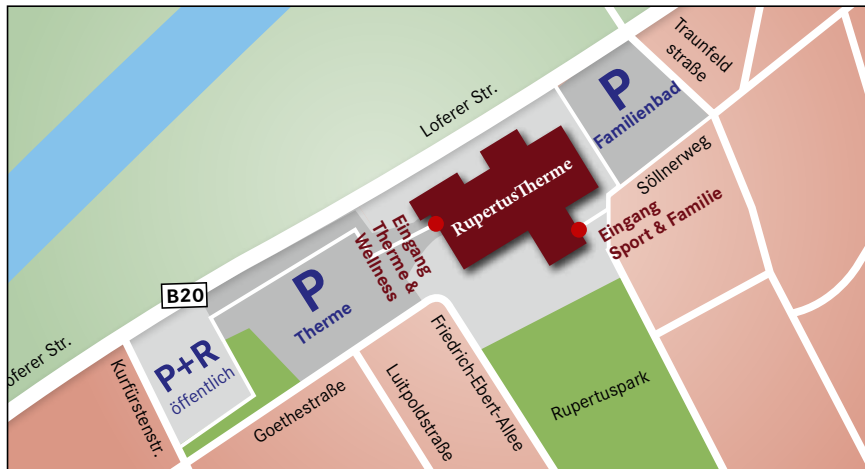 Traunfeld
straße
Loferer Str.
P
Familienbad
RupertusTherme
Söllnerweg
Eingang
Therme &
Wellness
Eingang
Sport & Familie
B20
P
Therme
oferer Str.
P+R
öffentlich
Kurfürstenstr.
Goethestraße
Luitpoldstraße
Friedrich-Ebert-Allee
Rupertuspark